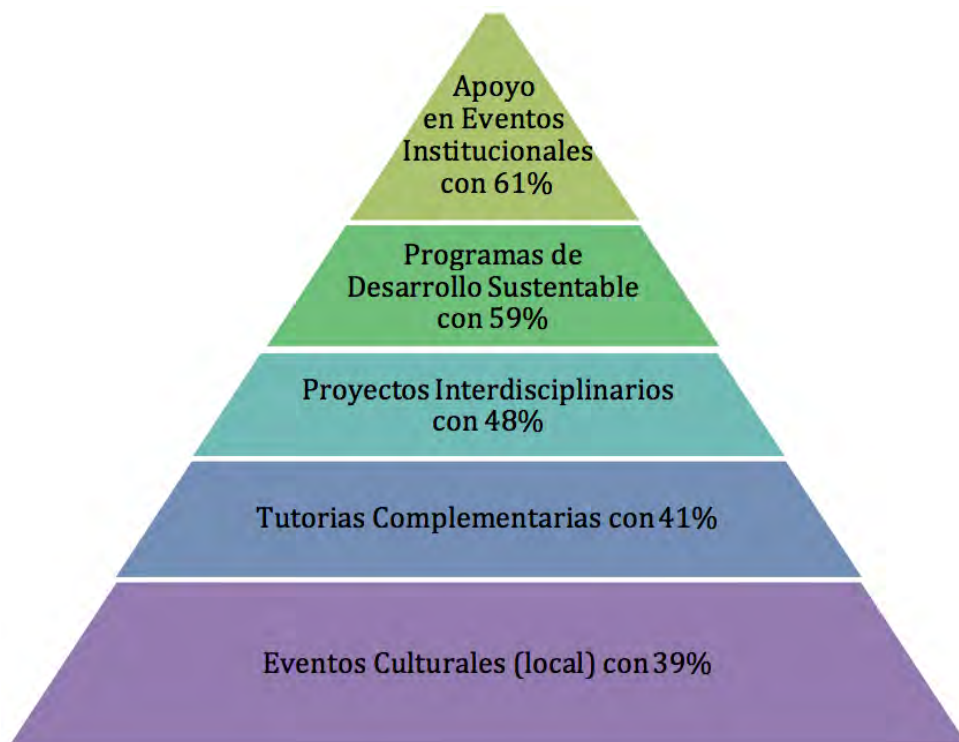 Apoyo
en Eventos
Institucionales
con 61%
Programas de
Desarrollo Sustentable
con 59%
Proyectos Interdisciplinarios
con 48%
Tutorias Complementarias con 41%
Eventos Culturales (local) con 39%